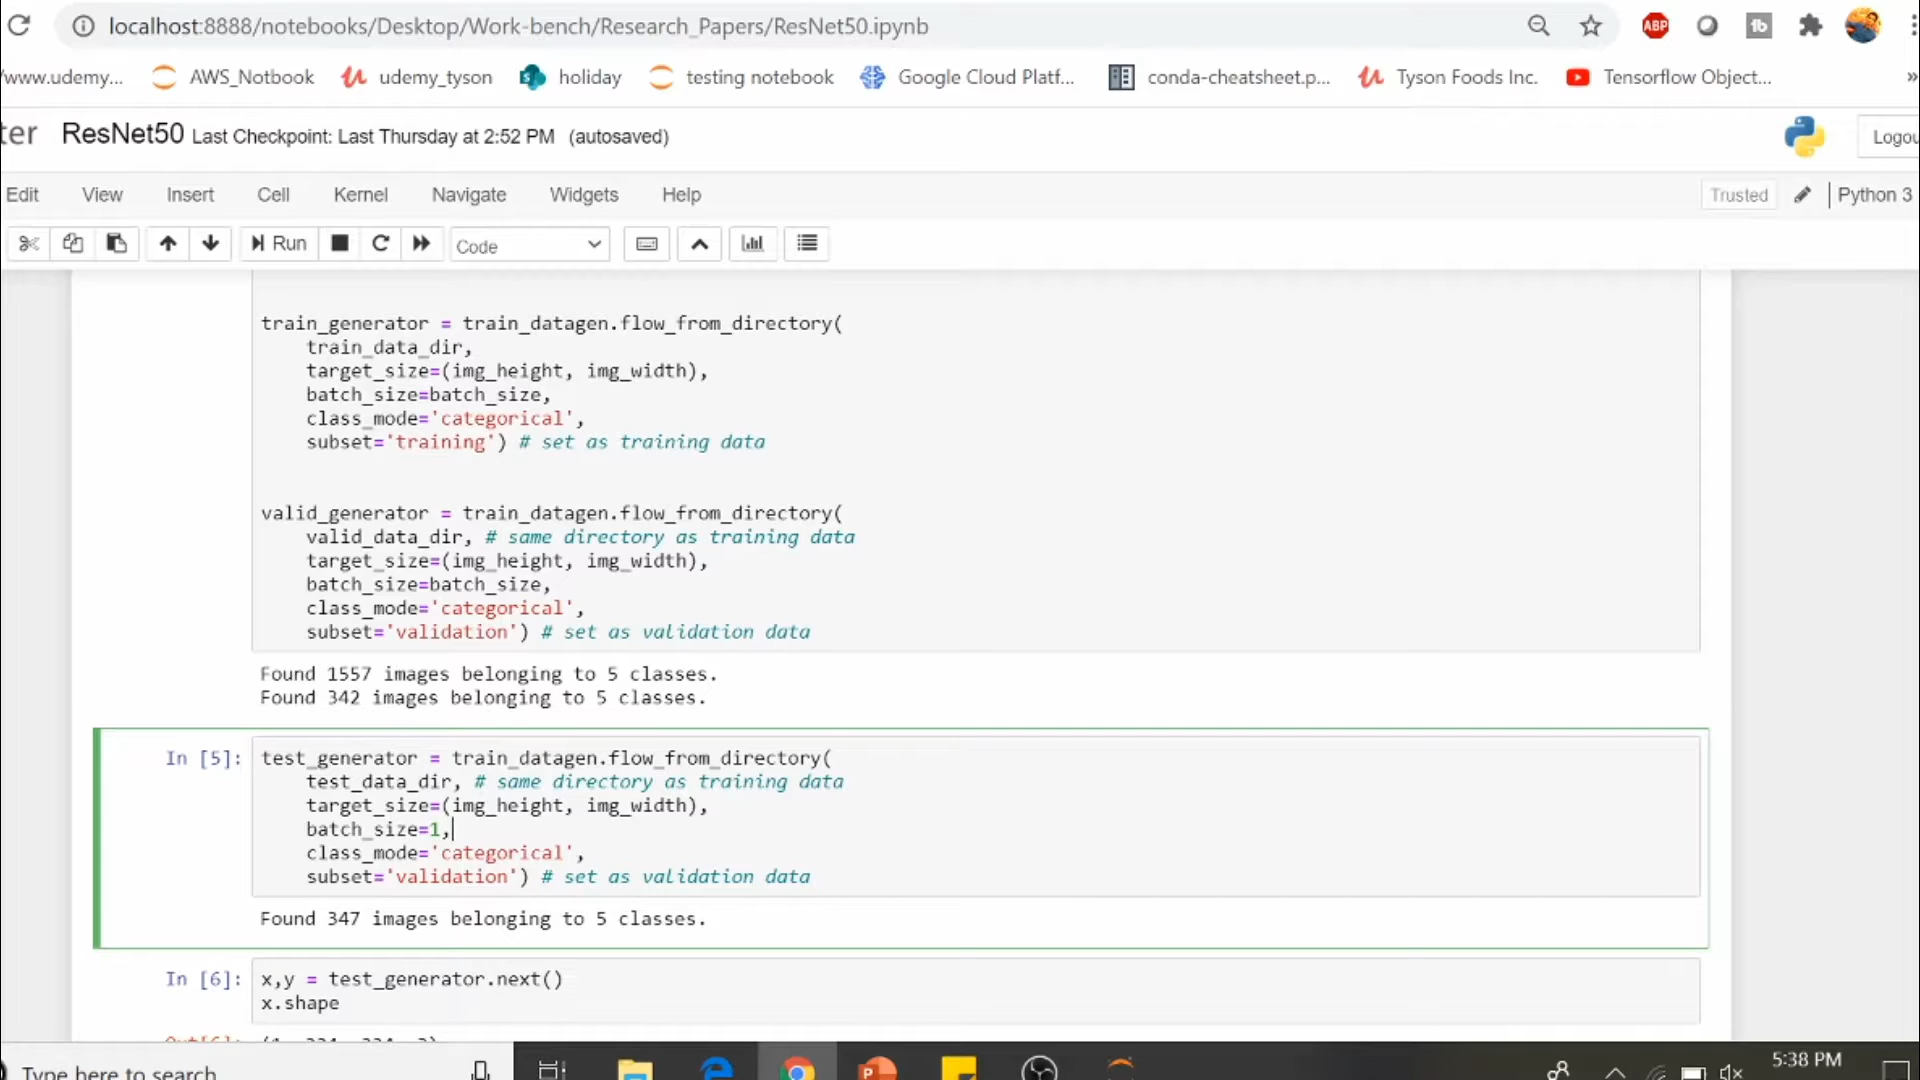 localhost:8888/notebooks/Desktop/Work-bench/Research_Papers/ResNet50.ipynb
ABP
tb
/www.udemy... AWS_Notbook udemy_tyson holiday testing notebook Google Cloud Platf... conda-cheatsheet.p... Tyson Foods Inc. Tensorflow Object... »
ter ResNet50 Last Checkpoint: Last Thursday at 2:52 PM (autosaved) Logou
Edit View Insert Cell Kernel Navigate Widgets Help Trusted Python 3
Run Code
train_generator = train_datagen.flow_from_directory(
train_data_dir,
target_size=(img_height, img_width),
batch_size=batch_size,
class_mode='categorical',
subset='training') # set as training data
valid_generator = train_datagen.flow_from_directory(
valid_data_dir, # same directory as training data
target_size=(img_height, img_width),
batch_size=batch_size,
class_mode='categorical',
subset='validation') # set as validation data
Found 1557 images belonging to 5 classes.
Found 342 images belonging to 5 classes.
In [5]: test_generator = train_datagen.flow_from_directory(
test_data_dir, # same directory as training data
target_size=(img_height, img_width),
batch_size=1,
class_mode='categorical',
subset='validation') # set as validation data
Found 347 images belonging to 5 classes.
In [6]: x,y = test_generator.next()
x.shape
Type here to search
5:38 PM